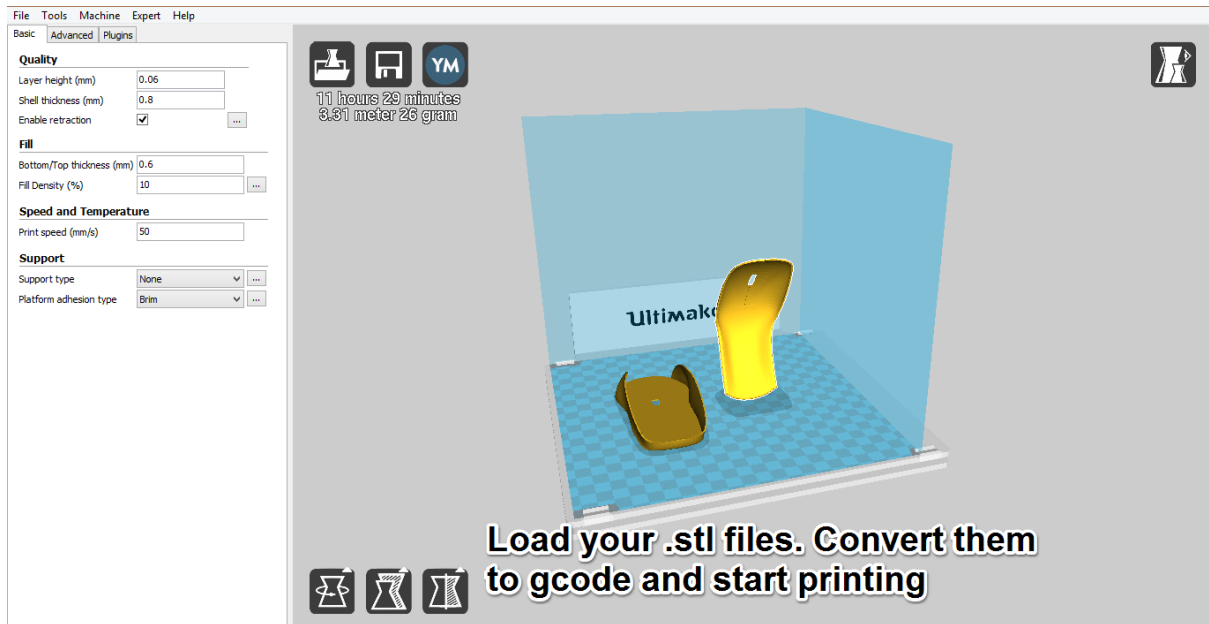 File Tools Machine Expert Help
Basic Advanced Plugins
Quality
Layer height (mm) 0.06
Shell thickness (mm) 0.8
Enable retraction ...
Fill
Bottom/Top thickness (mm) 0.6
Fill Density (%) 10 ...
Speed and Temperature
Print speed (mm/s) 50
Support
Support type None ...
Platform adhesion type Brim ...
YM
11 hours 29 minutes
3.31 meter 26 gram
Ultimak
Load your .stl files. Convert them
to gcode and start printing